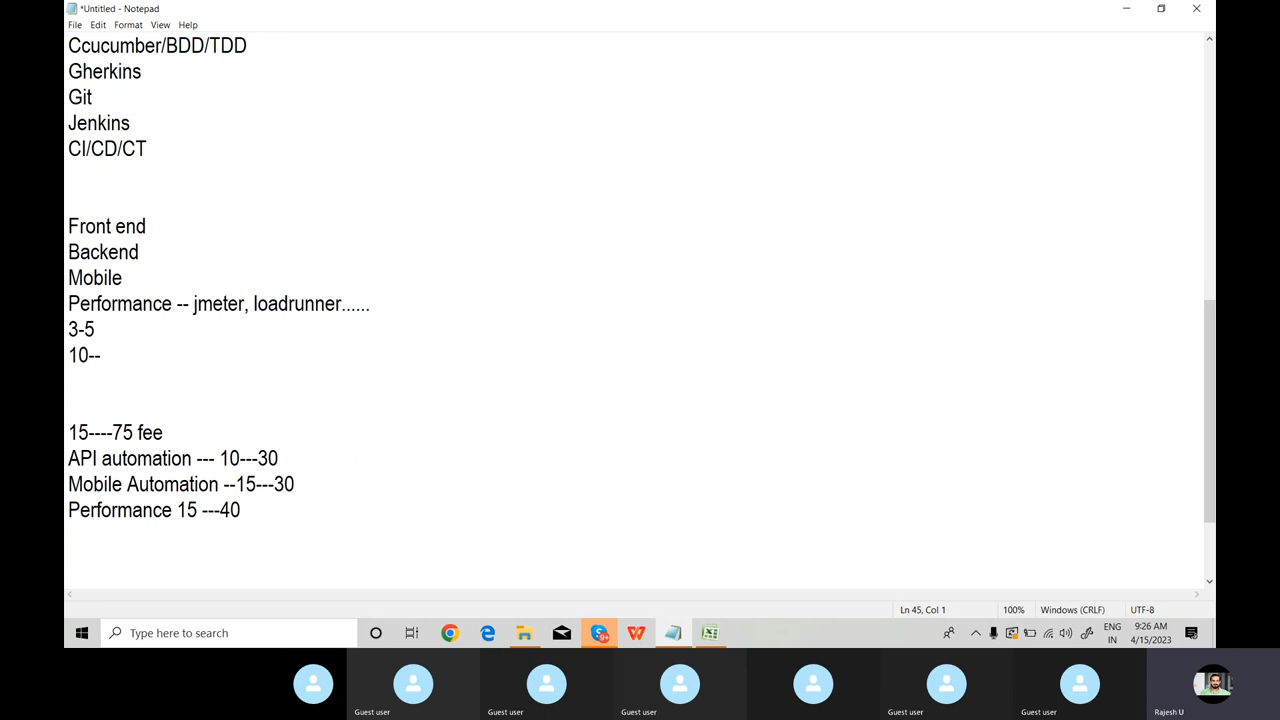 *Untitled - Notepad
File Edit Format View Help
Ccucumber/BDD/TDD
Gherkins
Git
Jenkins
CI/CD/CT
Front end
Backend
Mobile
Performance -- jmeter, loadrunner......
3-5
10--
15----75 fee
API automation --- 10---30
Mobile Automation --15---30
Performance 15 ---40
Ln 45, Col 1 100% Windows (CRLF) UTF-8
Type here to search
9+
ENG
IN
9:26 AM
4/15/2023
Guest user Guest user Guest user Guest user Guest user Rajesh U